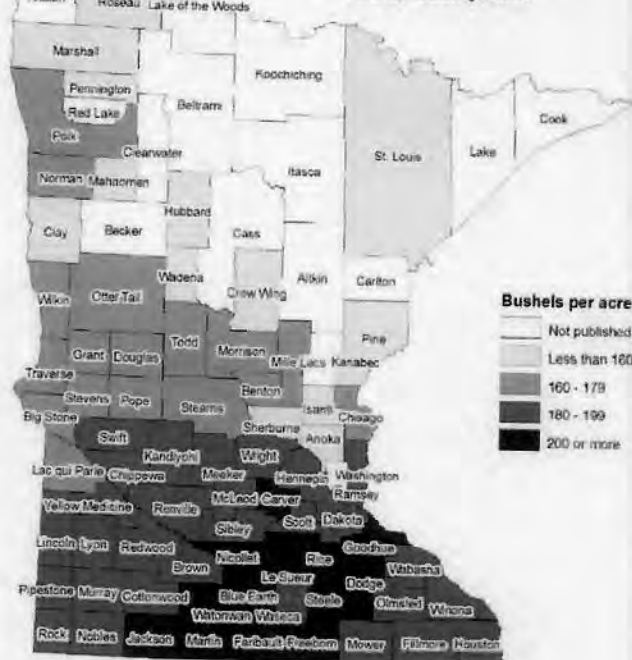 Roseau Lake of the Woods
Marshall
Koochiching
Pennington
Beltrami
Red Lake
Cook
Polk
Lake
Clearwater
St. Louis
Itasca
Norman Mahnomen
Hubbard
Clay Becker
Cass
Wadena
Aitkin Carlton
Wilkin Otter Tail
Crow Wing
Bushels per acre
Not published
Pine
Todd
Less than 160
Grant Douglas
Morrison
Mille Lacs Kanabec
Traverse
160 - 179
Stevens Pope
Benton
Stearns
Isanti
Big Stone
Chisago
180 - 199
Sherburne
Swift
Anoka
200 or more
Kandiyohi
Wright
Lac qui Parle Chippewa
Meeker
Hennepin Washington
McLeod Carver
Ramsey
Yellow Medicine
Renville
Scott Dakota
Sibley
Lincoln Lyon Redwood
Goodhue
Nicollet
Rice
Brown
Wabasha
Le Sueur
Dodge
Pipestone Murray Cottonwood
Blue Earth
Steele
Olmsted Winona
Watonwan Waseca
Rock Nobles Jackson Martin Faribault Freeborn Mower Fillmore Houston